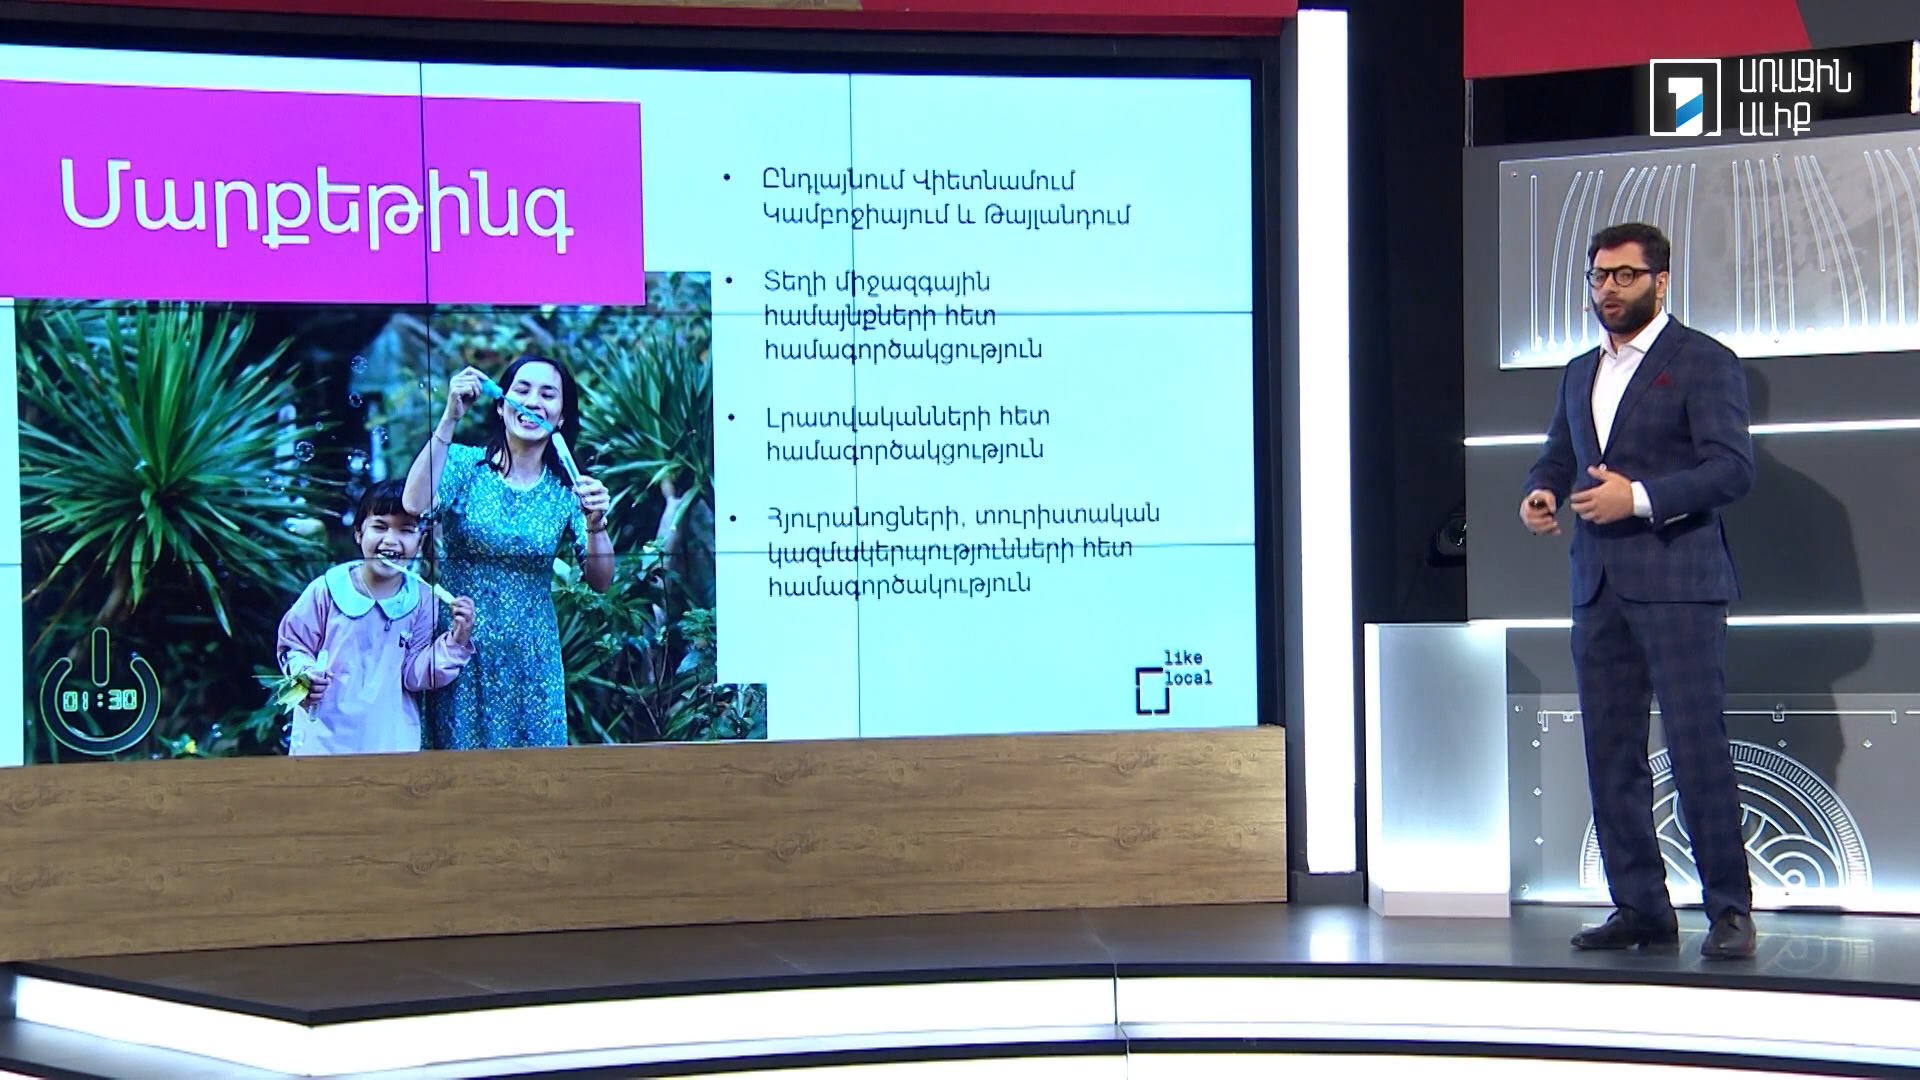 ԱՌԱՋԻՆ
ԱԼԻՔ
Մարքեթինգ
• Ընդլայնում Վիետնամում
Կամբոջիայում և Թայլանդում
• Տեղի միջազգային
համայնքների հետ
համագործակցություն
• Լրատվականների հետ
համագործակցություն
• Հյուրանոցների, տուրիստական
կազմակերպությունների հետ
համագործակություն
like
local
01:30